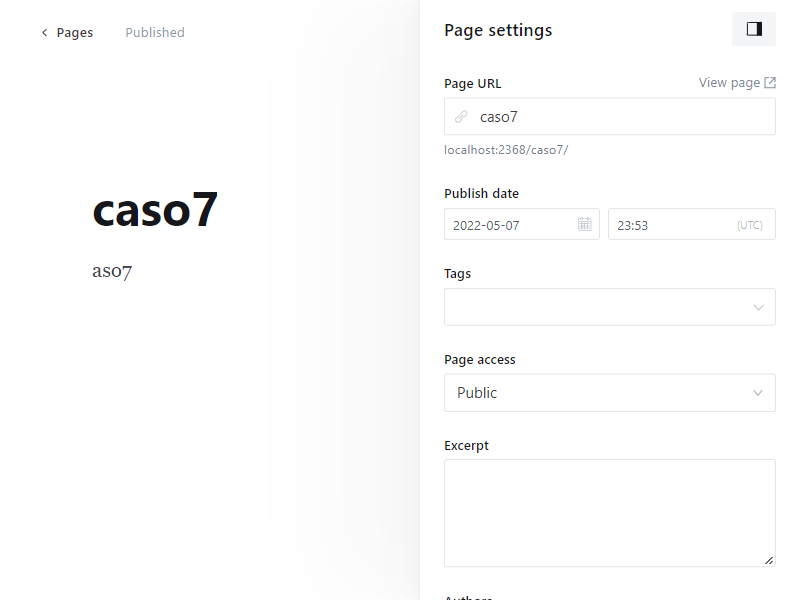 Pages
Published
caso7
aso7
Page settings
Page URL
View page
caso7
localhost:2368/caso7/
Publish date
2022-05-07
23:53
(UTC)
Tags
Page access
Public
Excerpt
Authors